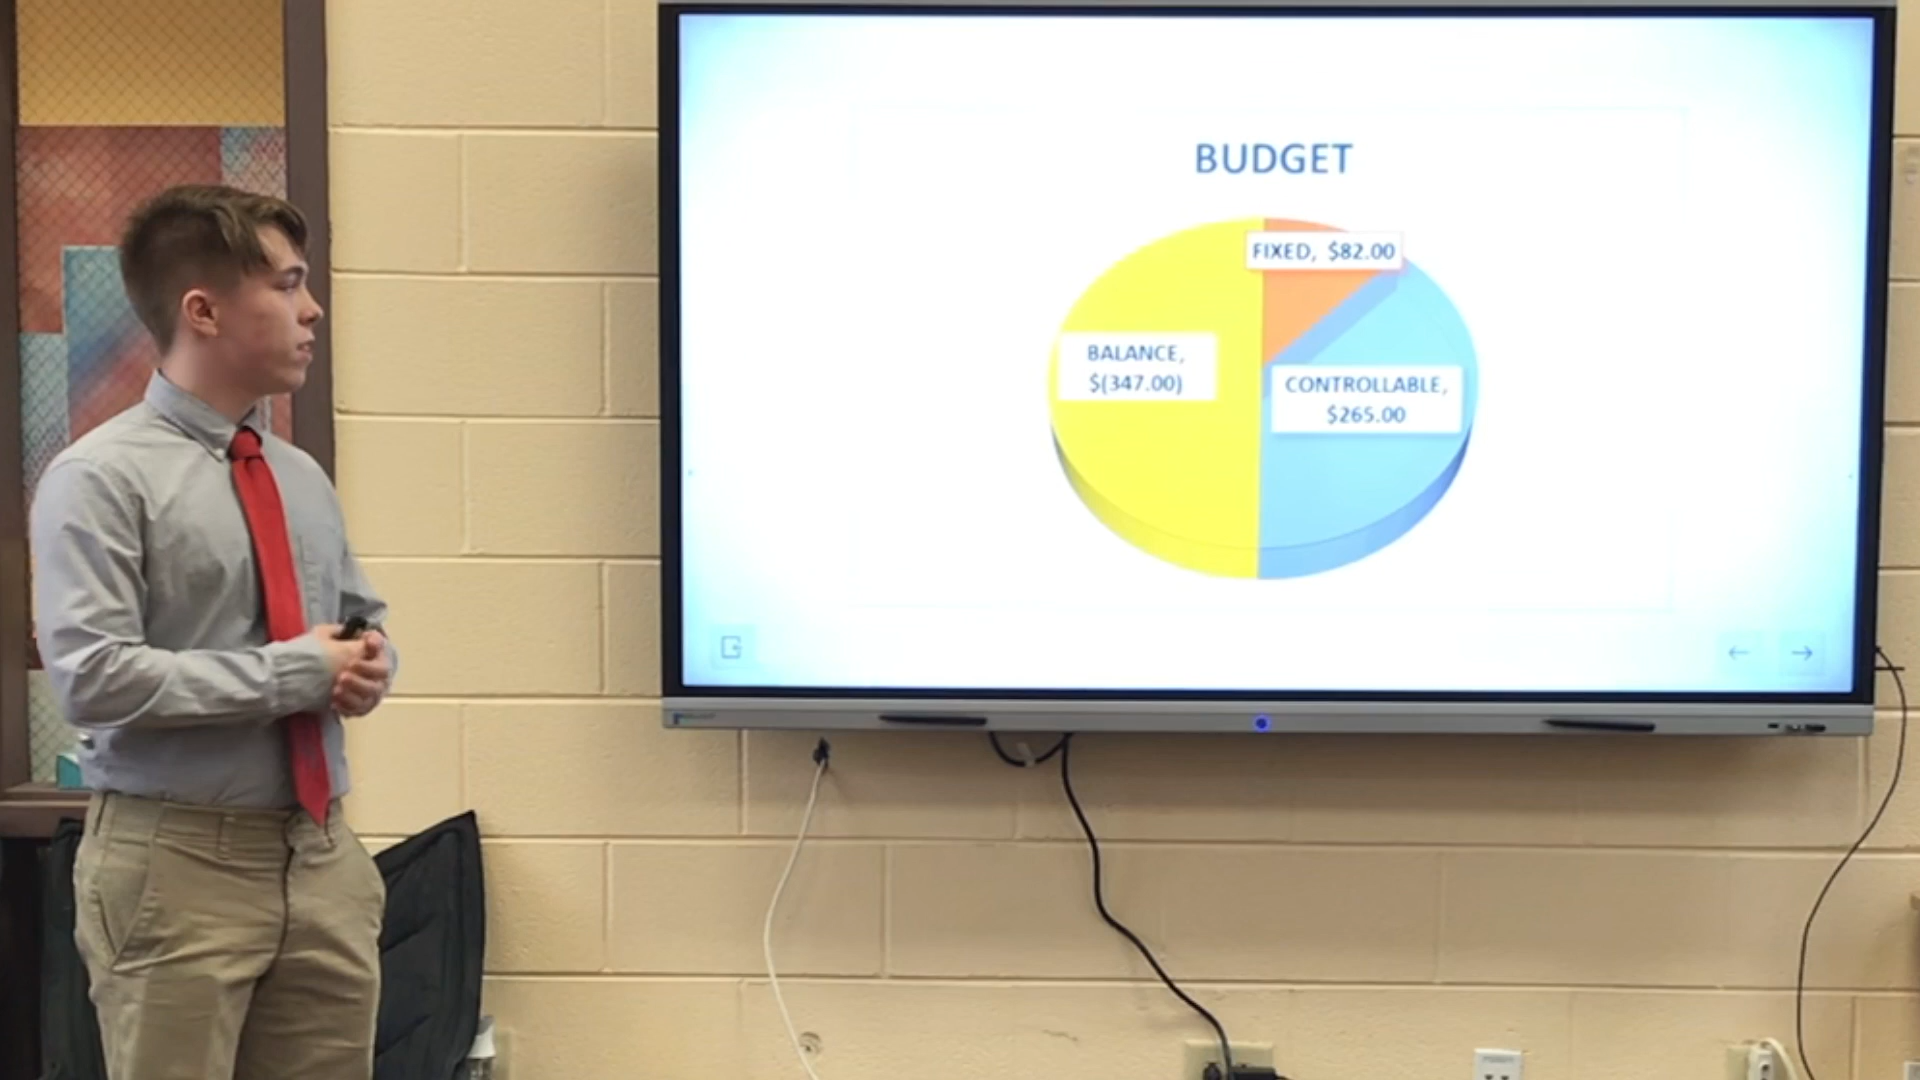 BUDGET
FIXED, $82.00
BALANCE,
$(347.00)
CONTROLLABLE,
$265.00